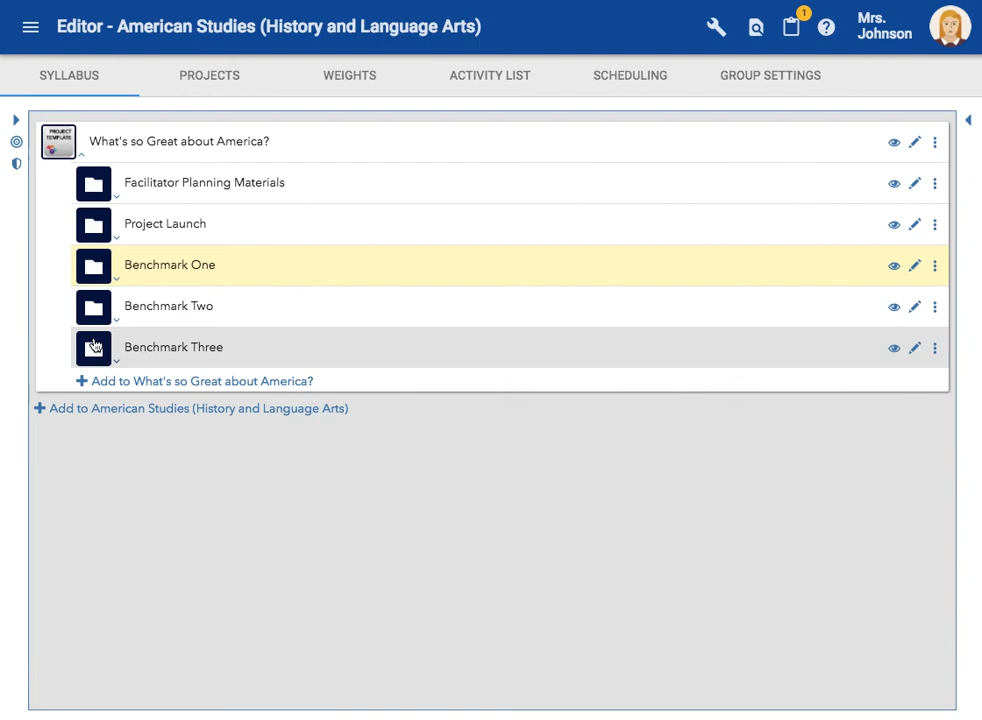 Editor - American Studies (History and Language Arts)
1
Mrs.
Johnson
SYLLABUS
PROJECTS
WEIGHTS
ACTIVITY LIST
SCHEDULING
GROUP SETTINGS
PROJECT
TEMPLATE
What's so Great about America?
Facilitator Planning Materials
Project Launch
Benchmark One
Benchmark Two
Benchmark Three
Add to What's so Great about America?
Add to American Studies (History and Language Arts)